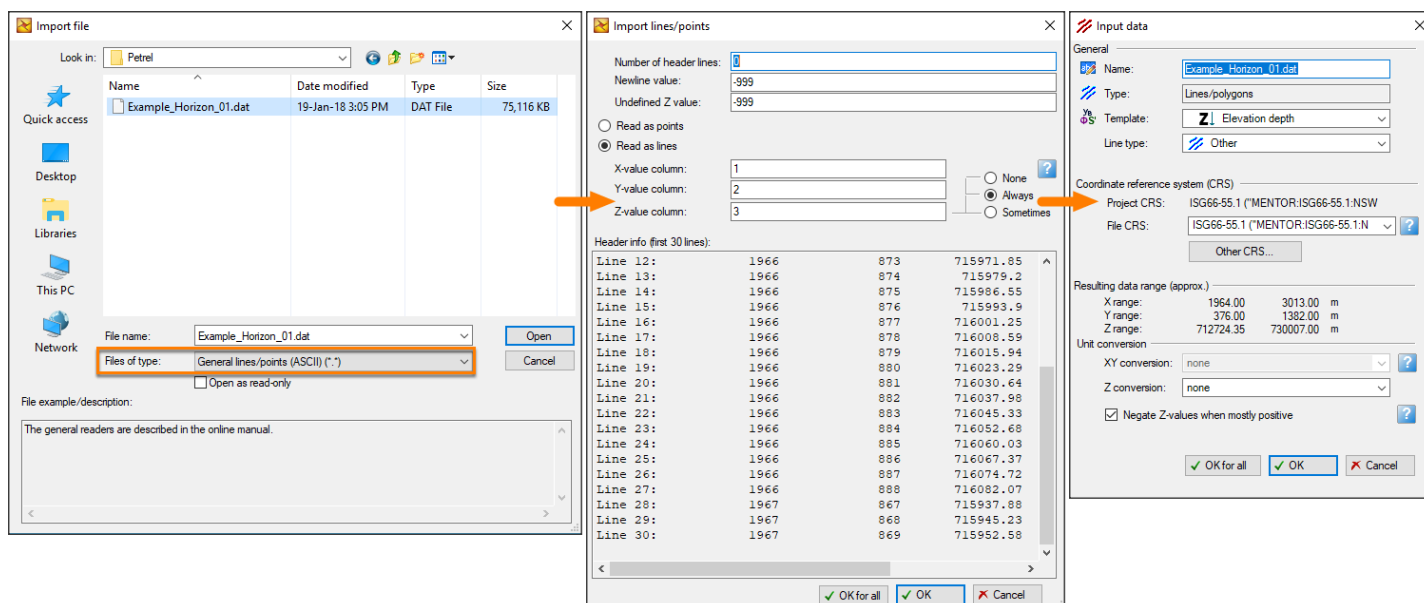 Import file
Look in: Petrel
Name Date modified Type Size
Example_Horizon_01.dat 19-Jan-18 3:05 PM DAT File 75,116 KB
Quick access
Desktop
Libraries
This PC
Network
File name: Example_Horizon_01.dat Open
Files of type: General lines/points (ASCII) (*.*) Cancel
Open as read-only
File example/description:
The general readers are described in the online manual.
Import lines/points
Number of header lines: 0
Newline value: -999
Undefined Z value: -999
Read as points
Read as lines
X-value column: 1
Y-value column: 2
Z-value column: 3
None
Always
Sometimes
Header info (first 30 lines):
Line 12: 1966 873 715971.85
Line 13: 1966 874 715979.2
Line 14: 1966 875 715986.55
Line 15: 1966 876 715993.9
Line 16: 1966 877 716001.25
Line 17: 1966 878 716008.59
Line 18: 1966 879 716015.94
Line 19: 1966 880 716023.29
Line 20: 1966 881 716030.64
Line 21: 1966 882 716037.98
Line 22: 1966 883 716045.33
Line 23: 1966 884 716052.68
Line 24: 1966 885 716060.03
Line 25: 1966 886 716067.37
Line 26: 1966 887 716074.72
Line 27: 1966 888 716082.07
Line 28: 1967 867 715937.88
Line 29: 1967 868 715945.23
Line 30: 1967 869 715952.58
OK for all OK Cancel
Input data
General
Name: Example_Horizon_01.dat
Type: Lines/polygons
Template: Z Elevation depth
Line type: Other
Coordinate reference system (CRS)
Project CRS: ISG66-55.1 ("MENTOR:ISG66-55.1:NSW
File CRS: ISG66-55.1 ("MENTOR:ISG66-55.1:N
Other CRS...
Resulting data range (approx.)
X range: 1964.00 3013.00 m
Y range: 376.00 1382.00 m
Z range: 712724.35 730007.00 m
Unit conversion
XY conversion: none
Z conversion: none
Negate Z-values when mostly positive
OK for all OK Cancel